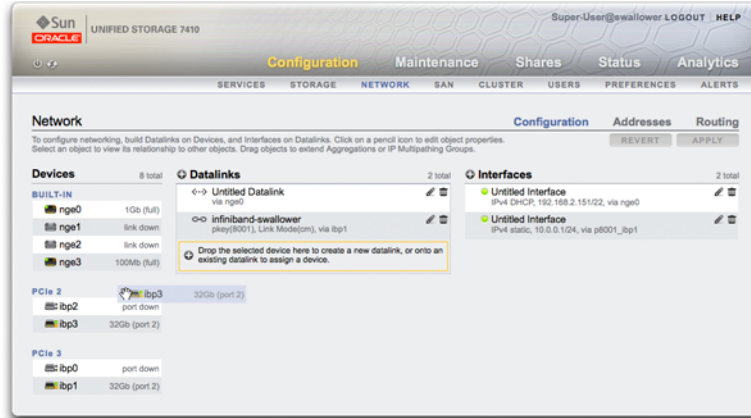 Sun
ORACLE
UNIFIED STORAGE 7410
Super-User@swallower LOGOUT HELP
Configuration Maintenance Shares Status Analytics
SERVICES STORAGE NETWORK SAN CLUSTER USERS PREFERENCES ALERTS
Network
Configuration Addresses Routing
To configure networking, build Datalinks on Devices, and Interfaces on Datalinks. Click on a pencil icon to edit object properties.
Select an object to view its relationship to other objects. Drag objects to extend Aggregations or IP Multipathing Groups.
REVERT APPLY
Devices 8 total
BUILT-IN
nge0 1Gb (full)
nge1 link down
nge2 link down
nge3 100Mb (full)
PCIe 2
ibp3 32Gb (port 2)
ibp2 port down
ibp3 32Gb (port 2)
PCIe 3
ibp0 port down
ibp1 32Gb (port 2)
Datalinks 2 total
Untitled Datalink
via nge0
infiniband-swallower
pkey(8001), Link Mode(cm), via ibp1
Drop the selected device here to create a new datalink, or onto an
existing datalink to assign a device.
Interfaces 2 total
Untitled Interface
IPv4 DHCP, 192.168.2.151/22, via nge0
Untitled Interface
IPv4 static, 10.0.0.1/24, via p8001_ibp1